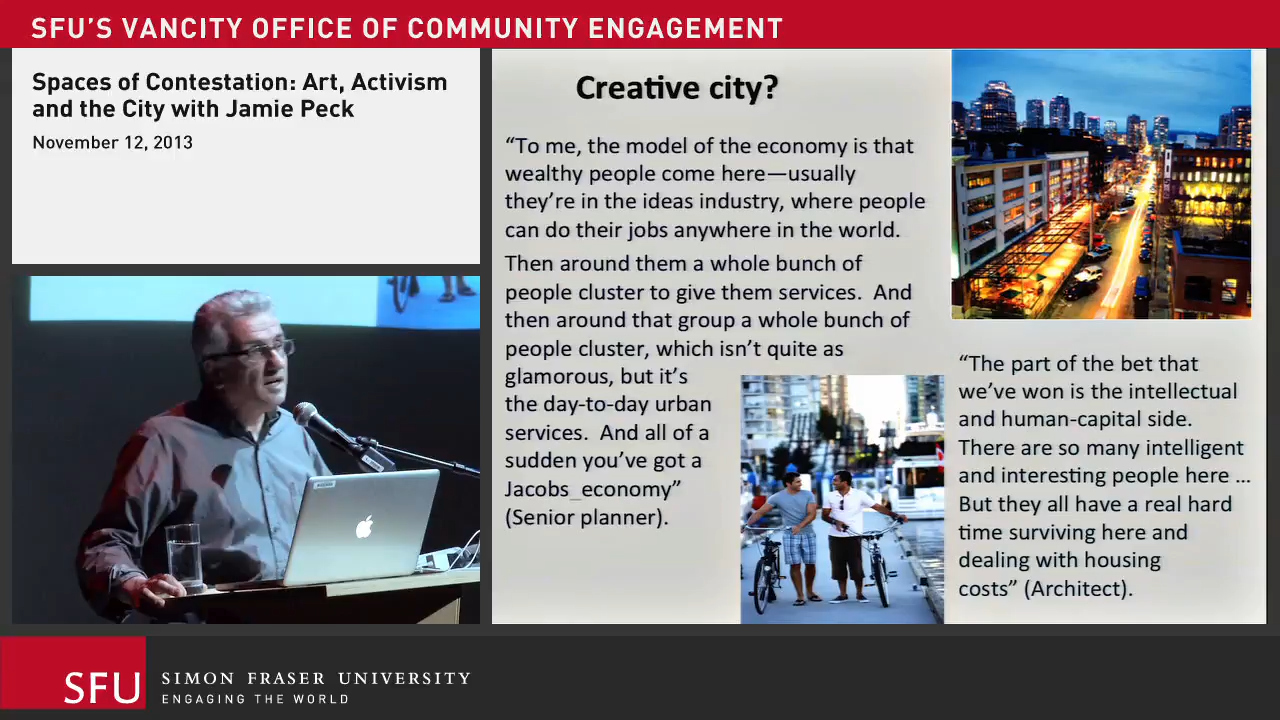 SFU'S VANCITY OFFICE OF COMMUNITY ENGAGEMENT
Spaces of Contestation: Art, Activism
and the City with Jamie Peck
November 12, 2013
Creative city?
“To me, the model of the economy is that
wealthy people come here—usually
they’re in the ideas industry, where people
can do their jobs anywhere in the world.
Then around them a whole bunch of
people cluster to give them services.  And
then around that group a whole bunch of
people cluster, which isn’t quite as
glamorous, but it’s
the day-to-day urban
services.  And all of a
sudden you’ve got a
Jacobs_economy”
(Senior planner).
“The part of the bet that
we’ve won is the intellectual
and human-capital side.
There are so many intelligent
and interesting people here ...
But they all have a real hard
time surviving here and
dealing with housing
costs” (Architect).
SFU
SIMON FRASER UNIVERSITY
ENGAGING THE WORLD